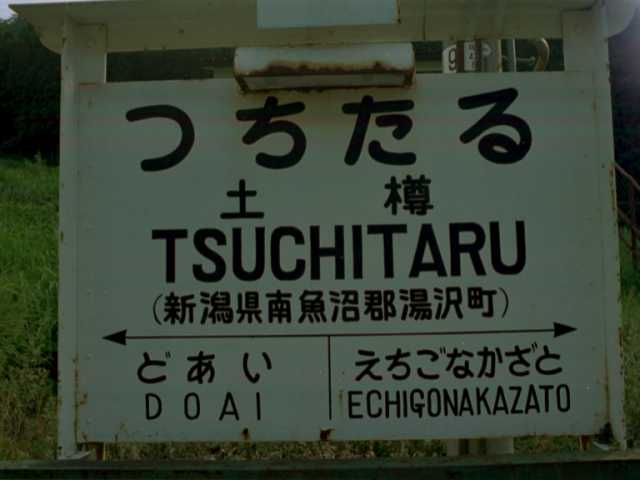 つちたる
土樽
TSUCHITARU
(新潟県南魚沼郡湯沢町)
どあい えちごなかざと
DOAI ECHIGONAKAZATO